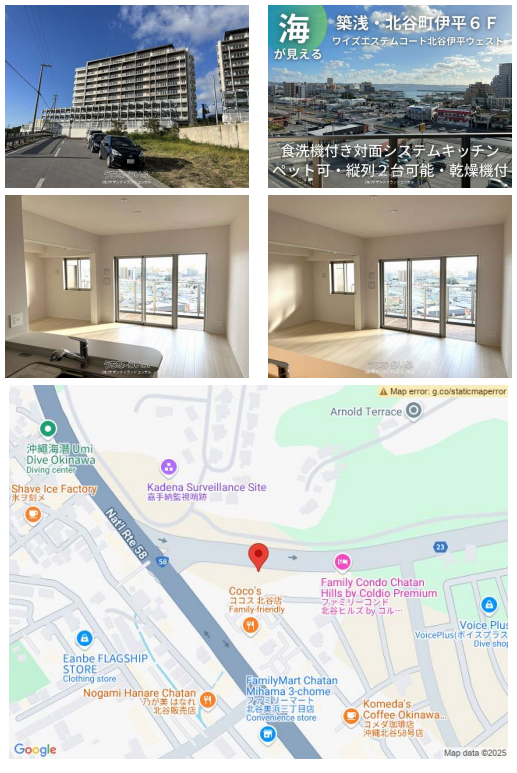 海
が見える
築浅・北谷町伊平６Ｆ
ワイズエステムコート北谷伊平ウェスト
食洗機付き対面システムキッチン
ペット可・縦列２台可能・乾燥機付
Map error: g.co/staticmaperror
Arnold Terrace
沖縄海潜 Umi
Dive Okinawa
Diving center
Kadena Surveillance Site
嘉手納監視哨跡
Shave Ice Factory
氷ヲ刻メ
Nat'l Rte 58
58
23
Family Condo Chatan
Hills by Coldio Premium
ファミリーコンド
北谷ヒルズ by コル…
Coco's
ココス 北谷店
Family-friendly
Voice Plus
VoicePlus(ボイスプラス
Dive shop
Eanbe FLAGSHIP
STORE
Clothing store
FamilyMart Chatan
Mihama 3-chome
ファミリーマート
北谷美浜三丁目店
Convenience store
Nogami Hanare Chatan
乃が美 はなれ
北谷販売店
Komeda's
Coffee Okinawa...
コメダ珈琲店
沖縄北谷58号店
Google
Map data ©2025